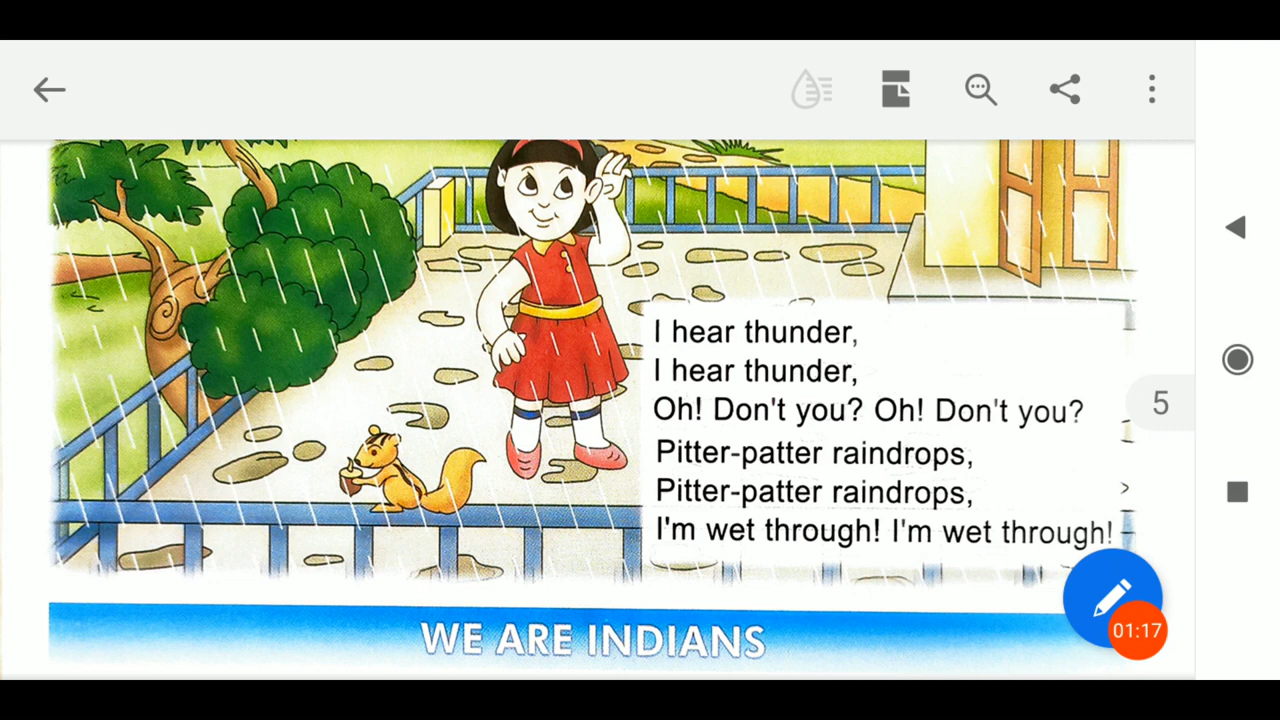 I hear thunder,
I hear thunder,
Oh! Don't you? Oh! Don't you?
Pitter-patter raindrops,
Pitter-patter raindrops,
I'm wet through! I'm wet through!
5
WE ARE INDIANS
01:17